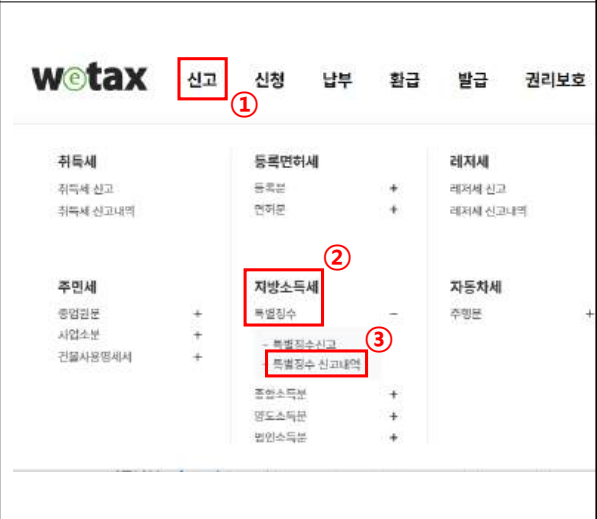 wetax 신고 신청 납부 환급 발급 권리보호
①
취득세 등록면허세 레저세
취득세 신고 등록분 + 레저세 신고
취득세 신고내역 면허분 + 레저세 신고내역
②
주민세 지방소득세 자동차세
종업원분 + 특별징수 − 주행분 +
사업소분 + - 특별징수신고 ③
건물사용명세서 + - 특별징수 신고내역
종합소득분 +
양도소득분 +
법인소득분 +